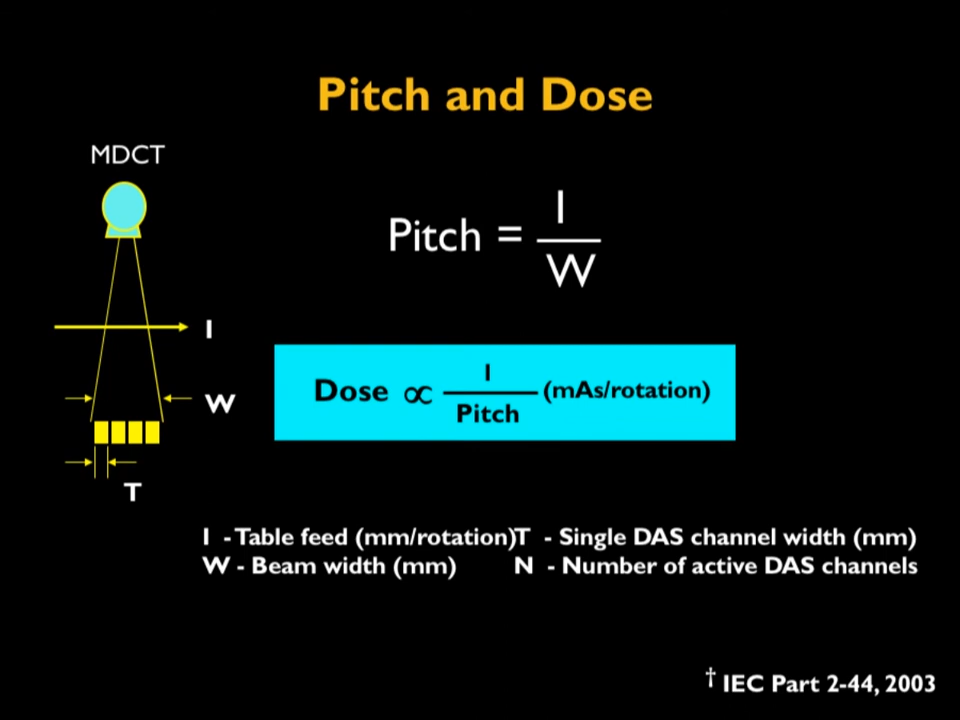 Pitch and Dose
MDCT
Pitch = I / W
I
W
T
Dose ∝ 1 / Pitch (mAs/rotation)
I - Table feed (mm/rotation) T - Single DAS channel width (mm)
W - Beam width (mm) N - Number of active DAS channels
† IEC Part 2-44, 2003